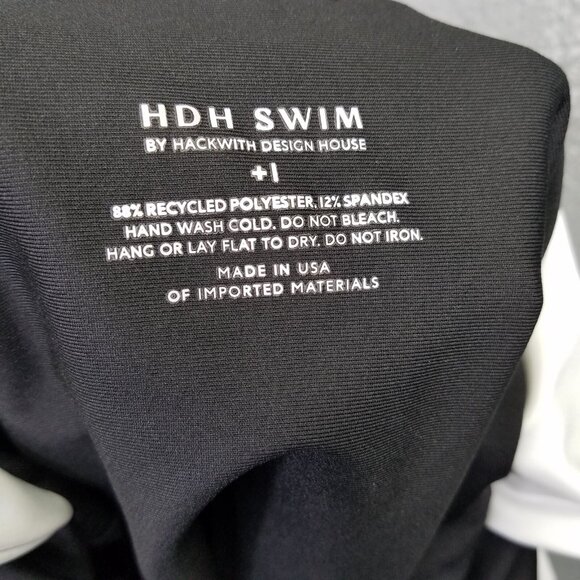 HDH SWIM
BY HACKWITH DESIGN HOUSE
+1
88% RECYCLED POLYESTER, 12% SPANDEX
HAND WASH COLD. DO NOT BLEACH.
HANG OR LAY FLAT TO DRY. DO NOT IRON.
MADE IN USA
OF IMPORTED MATERIALS